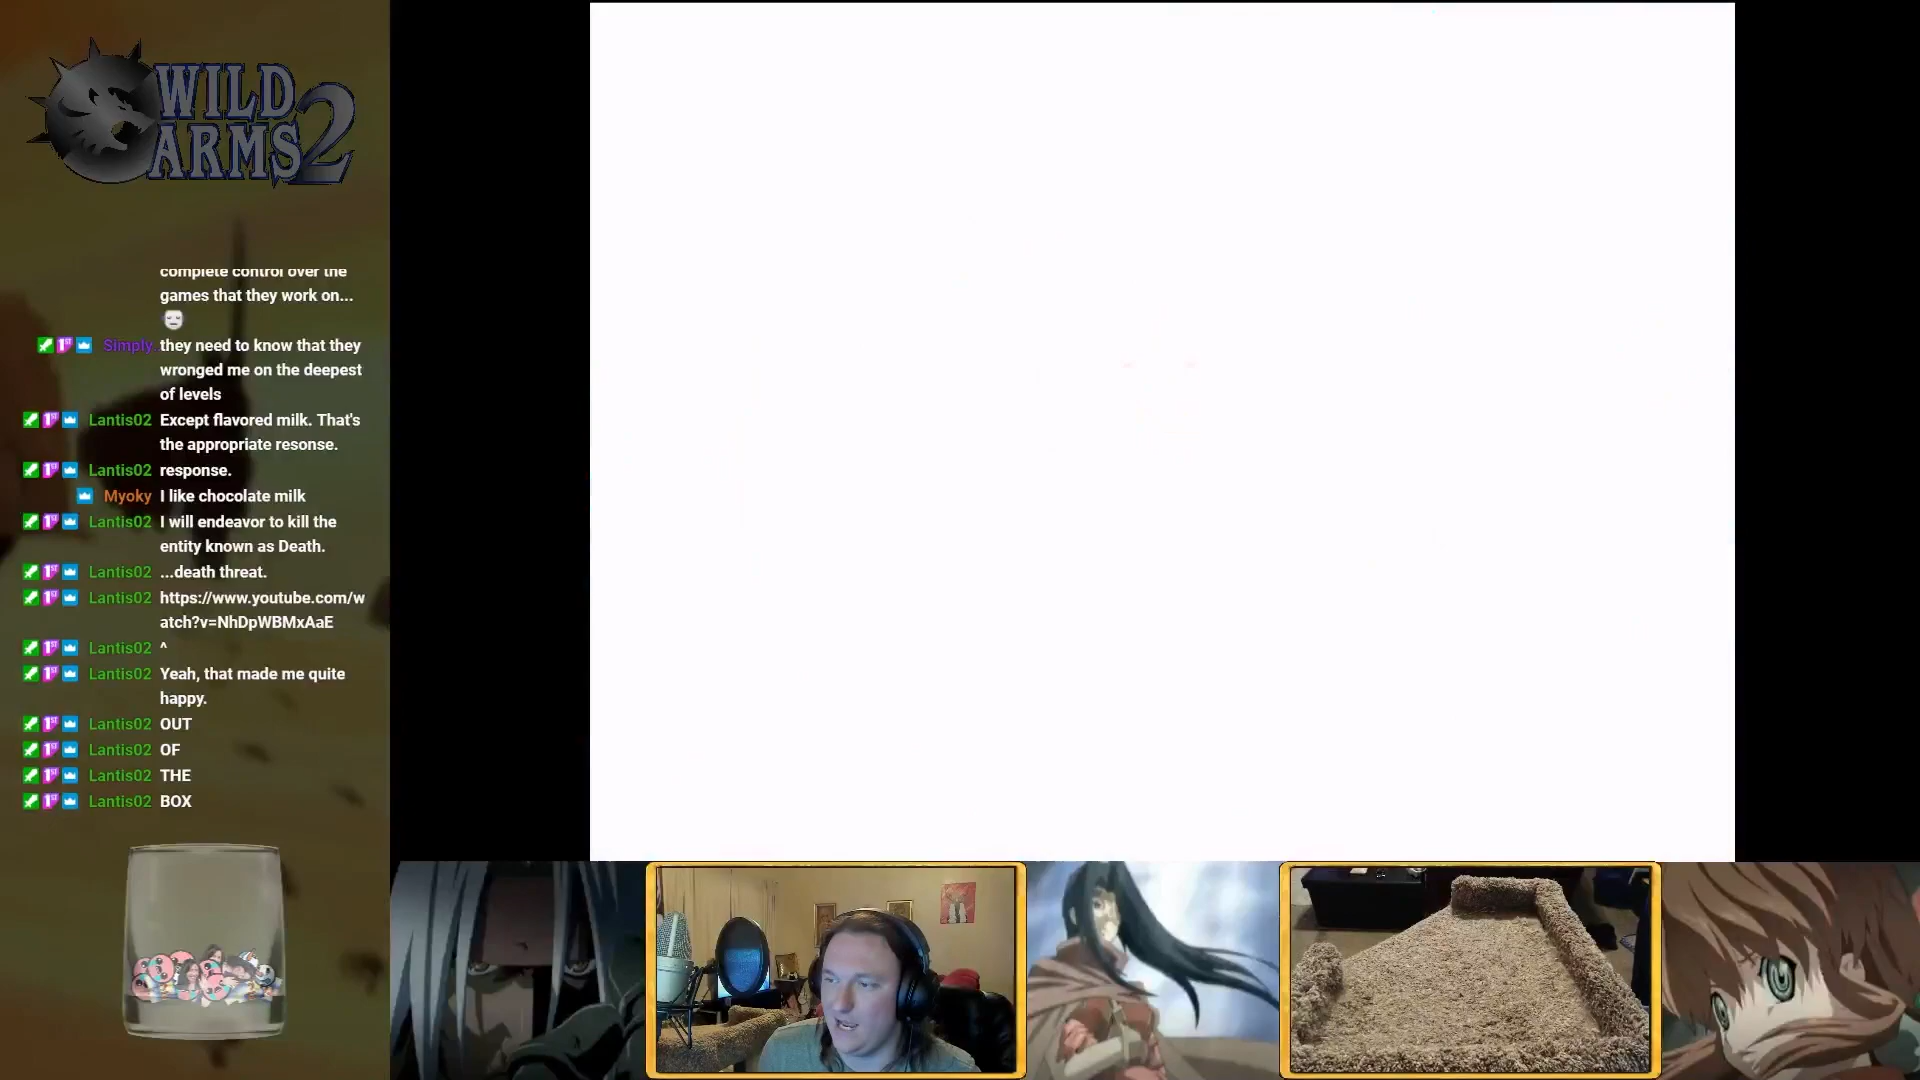 WILD
ARMS 2
complete control over the
games that they work on...
Simply. they need to know that they
wronged me on the deepest
of levels
Lantis02 Except flavored milk. That's
the appropriate resonse.
Lantis02 response.
Myoky I like chocolate milk
Lantis02 I will endeavor to kill the
entity known as Death.
Lantis02 ...death threat.
Lantis02 https://www.youtube.com/w
atch?v=NhDpWBMxAaE
Lantis02 ^
Lantis02 Yeah, that made me quite
happy.
Lantis02 OUT
Lantis02 OF
Lantis02 THE
Lantis02 BOX